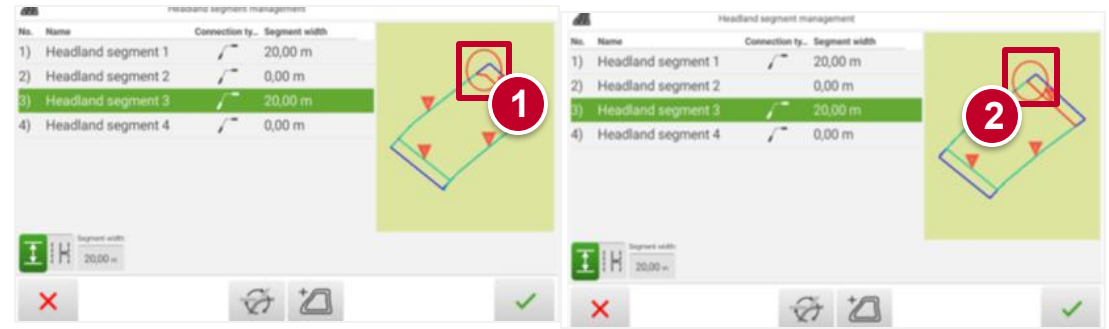 Headland segment management
No. Name Connection ty... Segment width
1) Headland segment 1 20,00 m
2) Headland segment 2 0,00 m
3) Headland segment 3 20,00 m
4) Headland segment 4 0,00 m
Segment width
20,00 m
1
Headland segment management
No. Name Connection ty... Segment width
1) Headland segment 1 20,00 m
2) Headland segment 2 0,00 m
3) Headland segment 3 20,00 m
4) Headland segment 4 0,00 m
Segment width
20,00 m
2